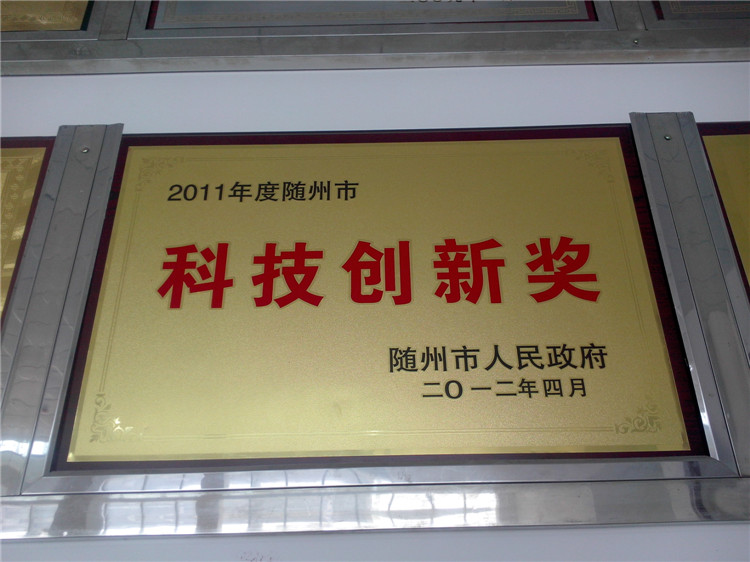 2011年度随州市
科技创新奖
随州市人民政府
二O一二年四月